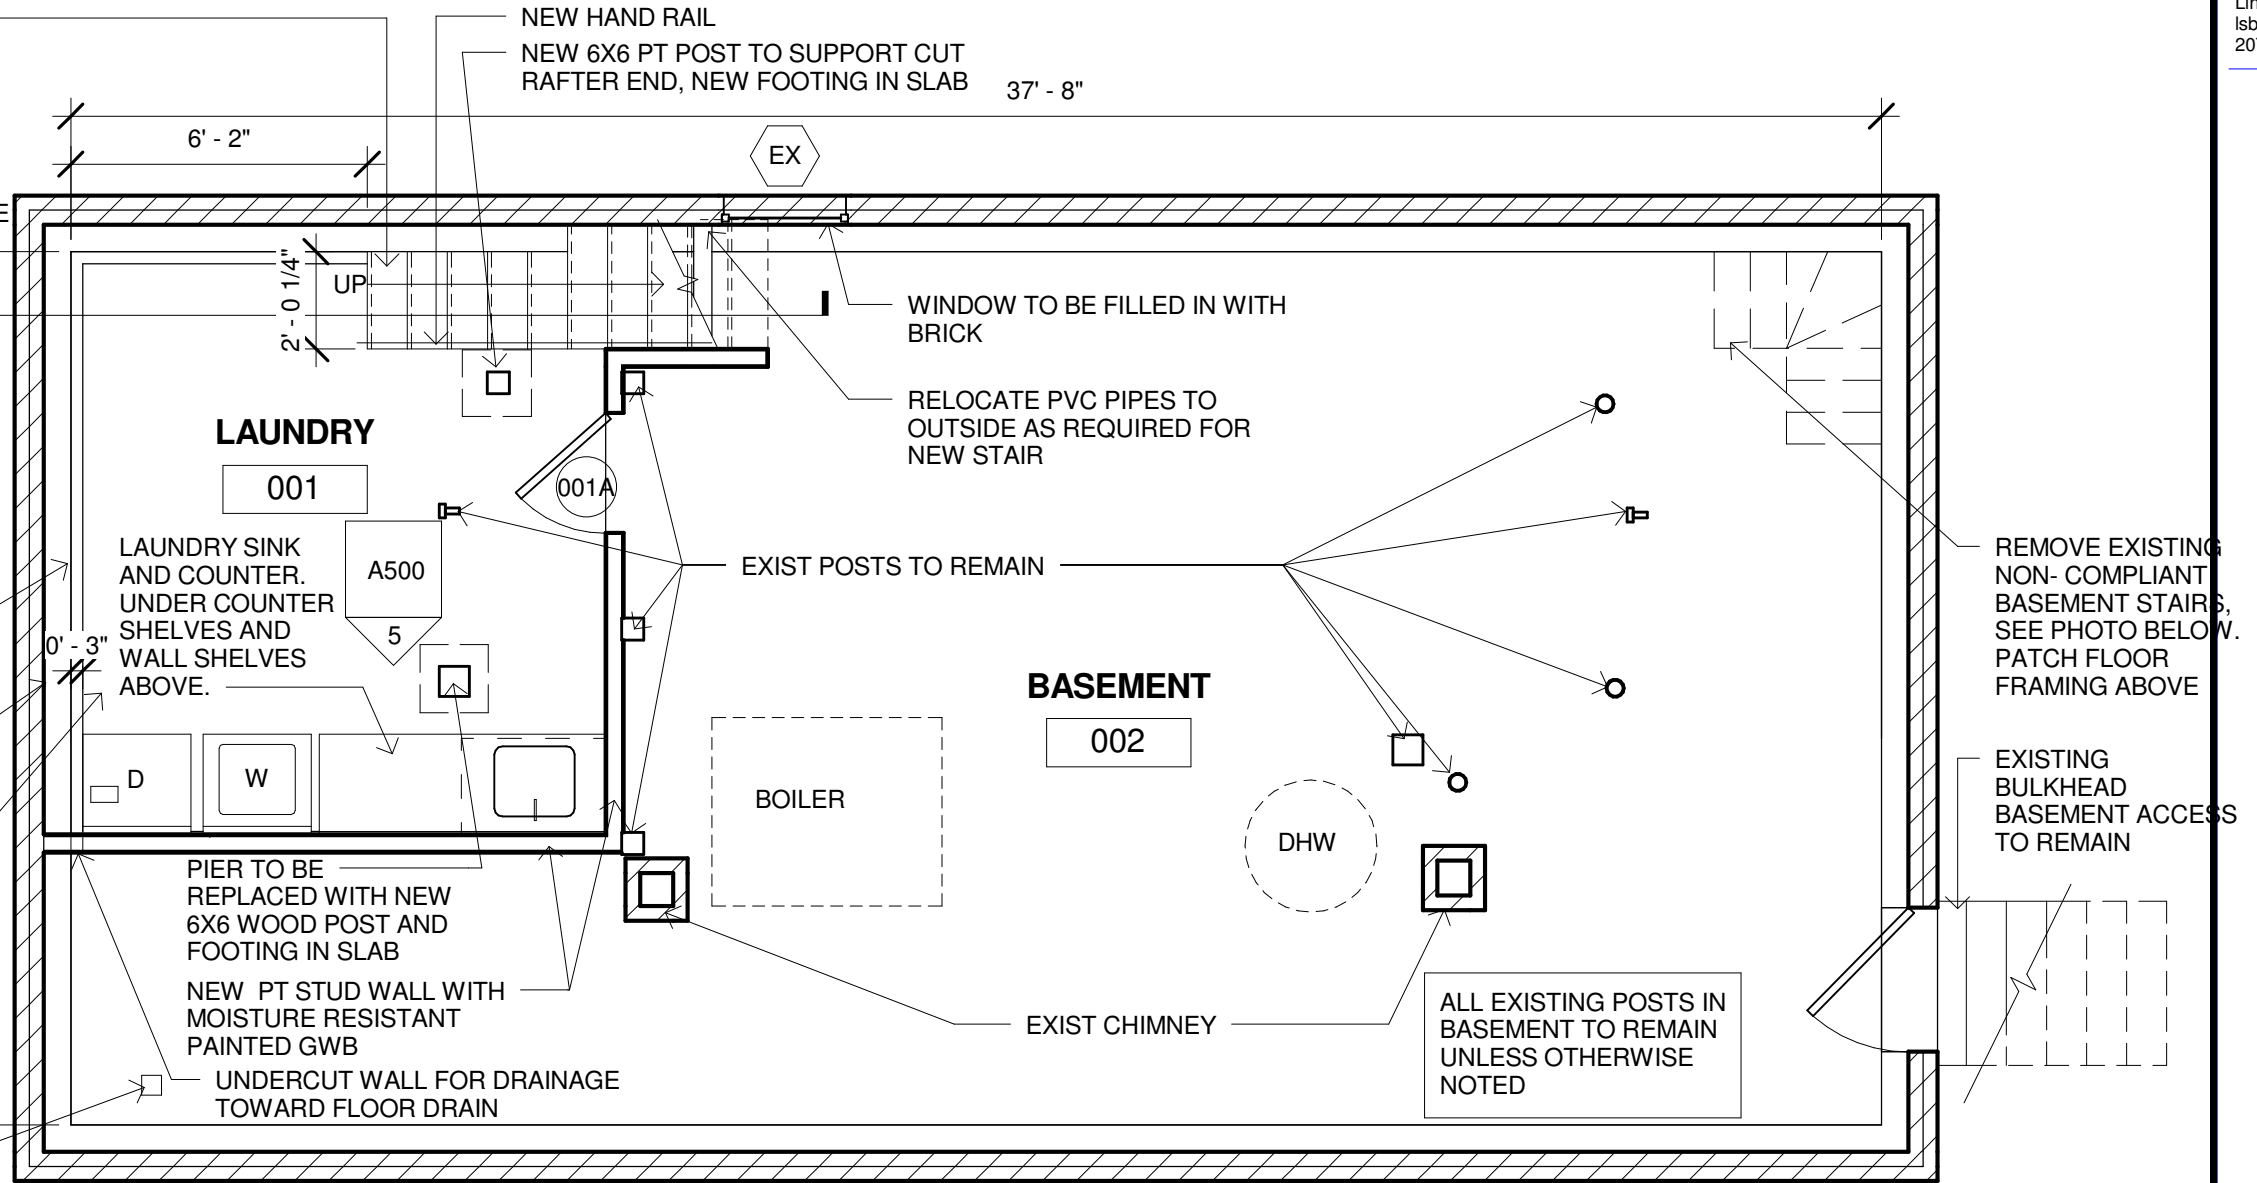 NEW HAND RAIL
NEW 6X6 PT POST TO SUPPORT CUT
RAFTER END, NEW FOOTING IN SLAB
37' - 8"
6' - 2"
EX
E
2' - 0 1/4"
UP
WINDOW TO BE FILLED IN WITH
BRICK
RELOCATE PVC PIPES TO
OUTSIDE AS REQUIRED FOR
NEW STAIR
LAUNDRY
001
001A
LAUNDRY SINK
AND COUNTER.
UNDER COUNTER
SHELVES AND
WALL SHELVES
ABOVE.
A500
5
0' - 3"
EXIST POSTS TO REMAIN
REMOVE EXISTING
NON- COMPLIANT
BASEMENT STAIRS,
SEE PHOTO BELOW.
PATCH FLOOR
FRAMING ABOVE
BASEMENT
002
D
W
BOILER
DHW
EXISTING
BULKHEAD
BASEMENT ACCESS
TO REMAIN
PIER TO BE
REPLACED WITH NEW
6X6 WOOD POST AND
FOOTING IN SLAB
NEW PT STUD WALL WITH
MOISTURE RESISTANT
PAINTED GWB
UNDERCUT WALL FOR DRAINAGE
TOWARD FLOOR DRAIN
EXIST CHIMNEY
ALL EXISTING POSTS IN
BASEMENT TO REMAIN
UNLESS OTHERWISE
NOTED